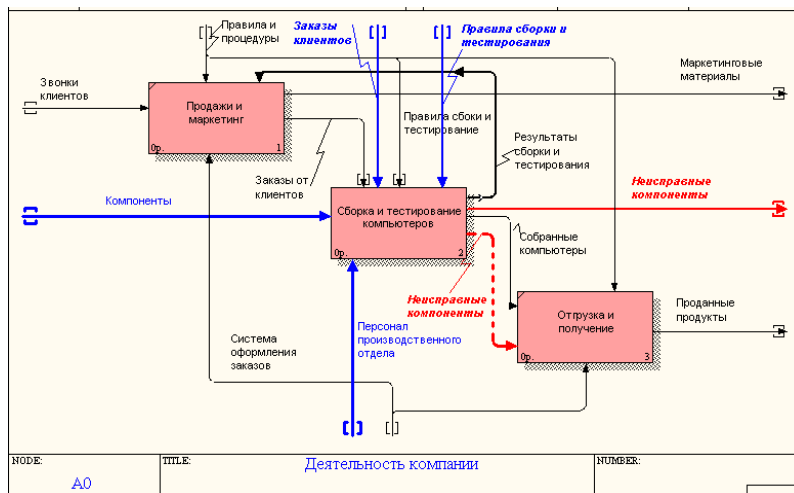 Правила и
процедуры
Заказы
клиентов
Правила сборки и
тестирования
Маркетинговые
материалы
Звонки
клиентов
Продажи и
маркетинг
0р.
1
Правила сбоки и
тестирование
Результаты
сборки и
тестирования
Заказы от
клиентов
Неисправные
компоненты
Компоненты
Сборка и тестирование
компьютеров
0р.
2
Собранные
компьютеры
Неисправные
компоненты
Отгрузка и
получение
0р.
3
Проданные
продукты
Персонал
производственного
отдела
Система
оформления
заказов
NODE:
TITLE:
Деятельность компании
NUMBER:
A0